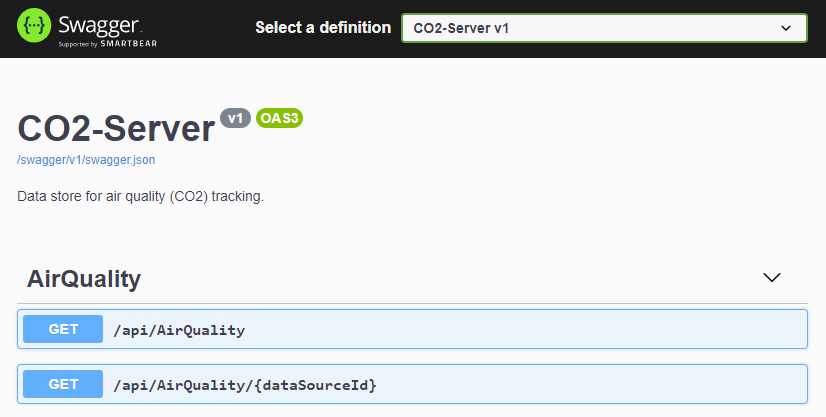 Swagger
Supported by SMARTBEAR
Select a definition
CO2-Server v1
CO2-Server v1 OAS3
/swagger/v1/swagger.json
Data store for air quality (CO2) tracking.
AirQuality
GET /api/AirQuality
GET /api/AirQuality/{dataSourceId}